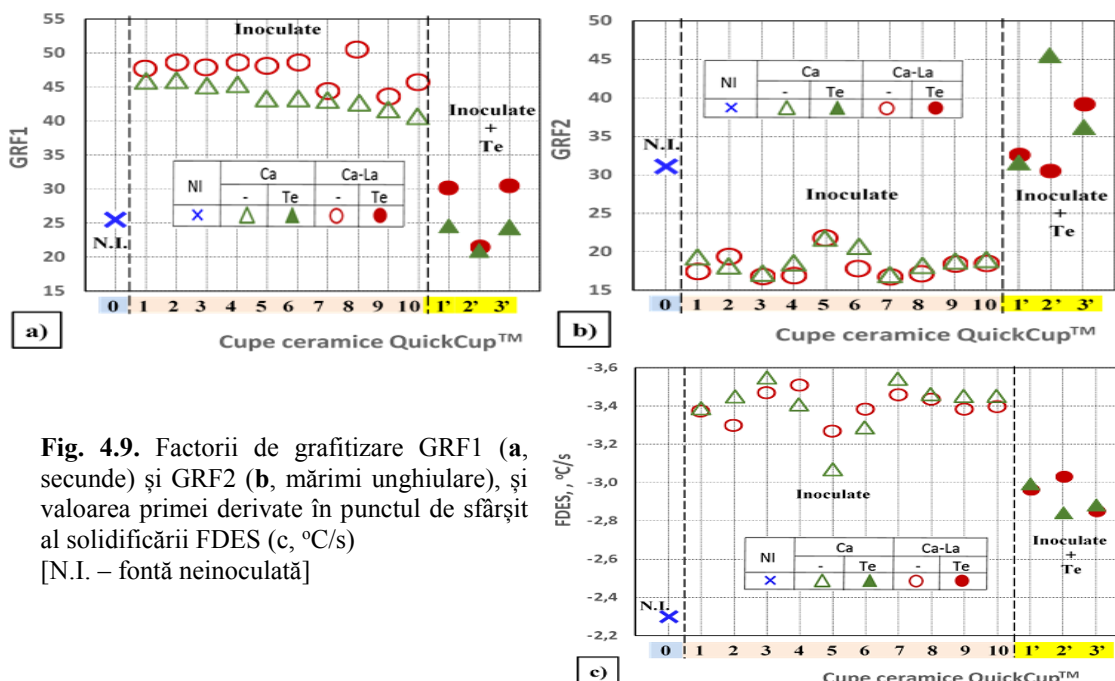 GRF1
55
50
45
40
35
30
25
20
15
Inoculate
Inoculate
+
Te
N.I.
NI Ca Ca-La
- Te - Te
0 1 2 3 4 5 6 7 8 9 10 1’ 2’ 3’
a)
Cupe ceramice QuickCup™
GRF2
50
45
40
35
30
25
20
15
NI Ca Ca-La
- Te - Te
N.I.
Inoculate
Inoculate
+
Te
0 1 2 3 4 5 6 7 8 9 10 1’ 2’ 3’
b)
Cupe ceramice QuickCup™
Fig. 4.9. Factorii de grafitizare GRF1 (a,
secunde) și GRF2 (b, mărimi unghiulare), și
valoarea primei derivate în punctul de sfârșit
al solidificării FDES (c, °C/s)
[N.I. – fontă neinoculată]
FDES, , °C/s
-3,6
-3,4
-3,2
-3,0
-2,8
-2,6
-2,4
-2,2
Inoculate
Inoculate
+
Te
NI Ca Ca-La
- Te - Te
N.I.
0 1 2 3 4 5 6 7 8 9 10 1’ 2’ 3’
c)
Cupe ceramice QuickCup™